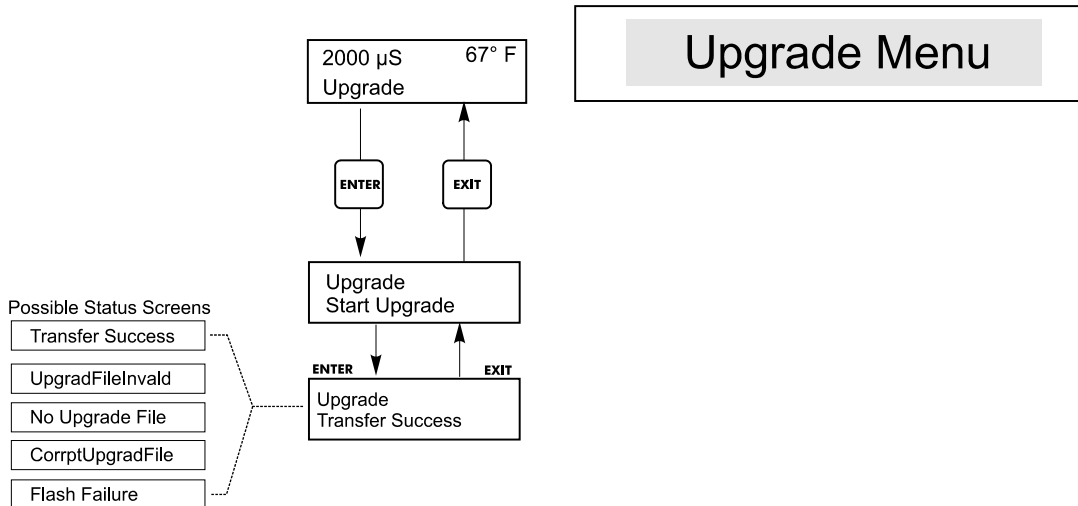 Upgrade Menu
2000 µS 67° F
Upgrade
ENTER EXIT
Upgrade
Start Upgrade
Possible Status Screens
Transfer Success
UpgradFileInvald
No Upgrade File
CorrptUpgradFile
Flash Failure
ENTER EXIT
Upgrade
Transfer Success